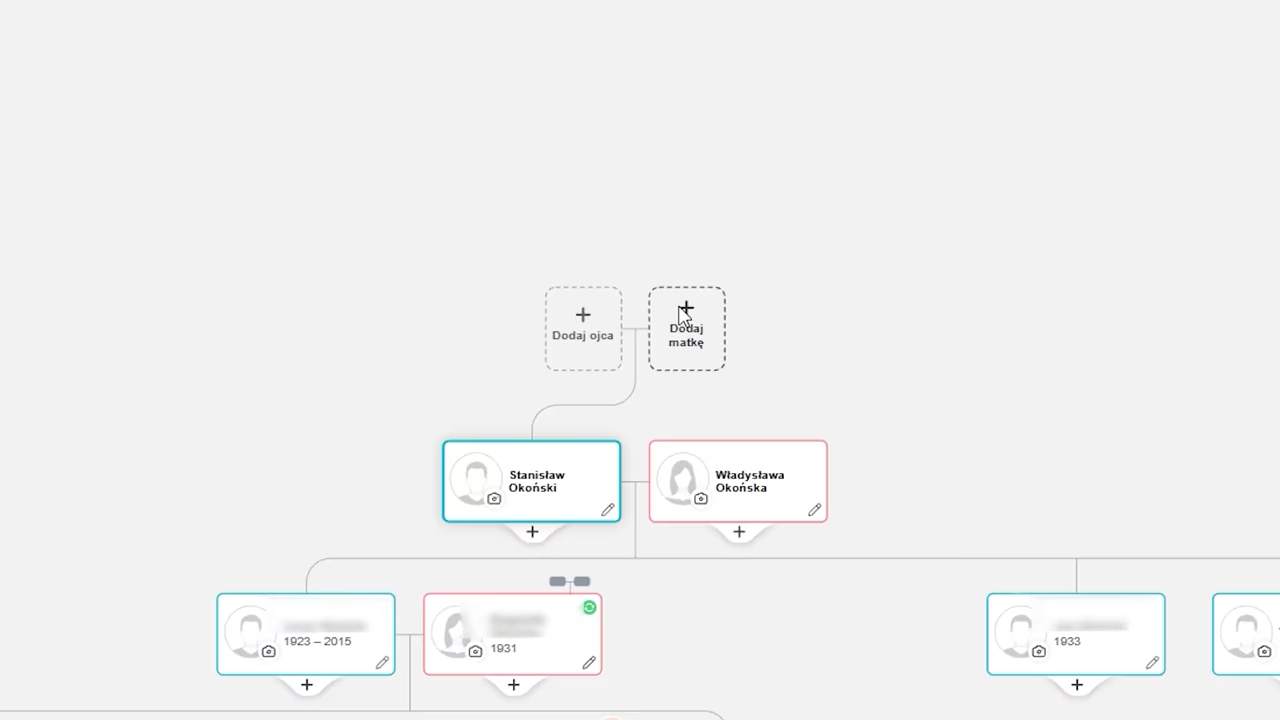 Dodaj ojca
Dodaj
matkę
Stanisław
Okoński
Władysława
Okońska
1923 – 2015
1931
1933